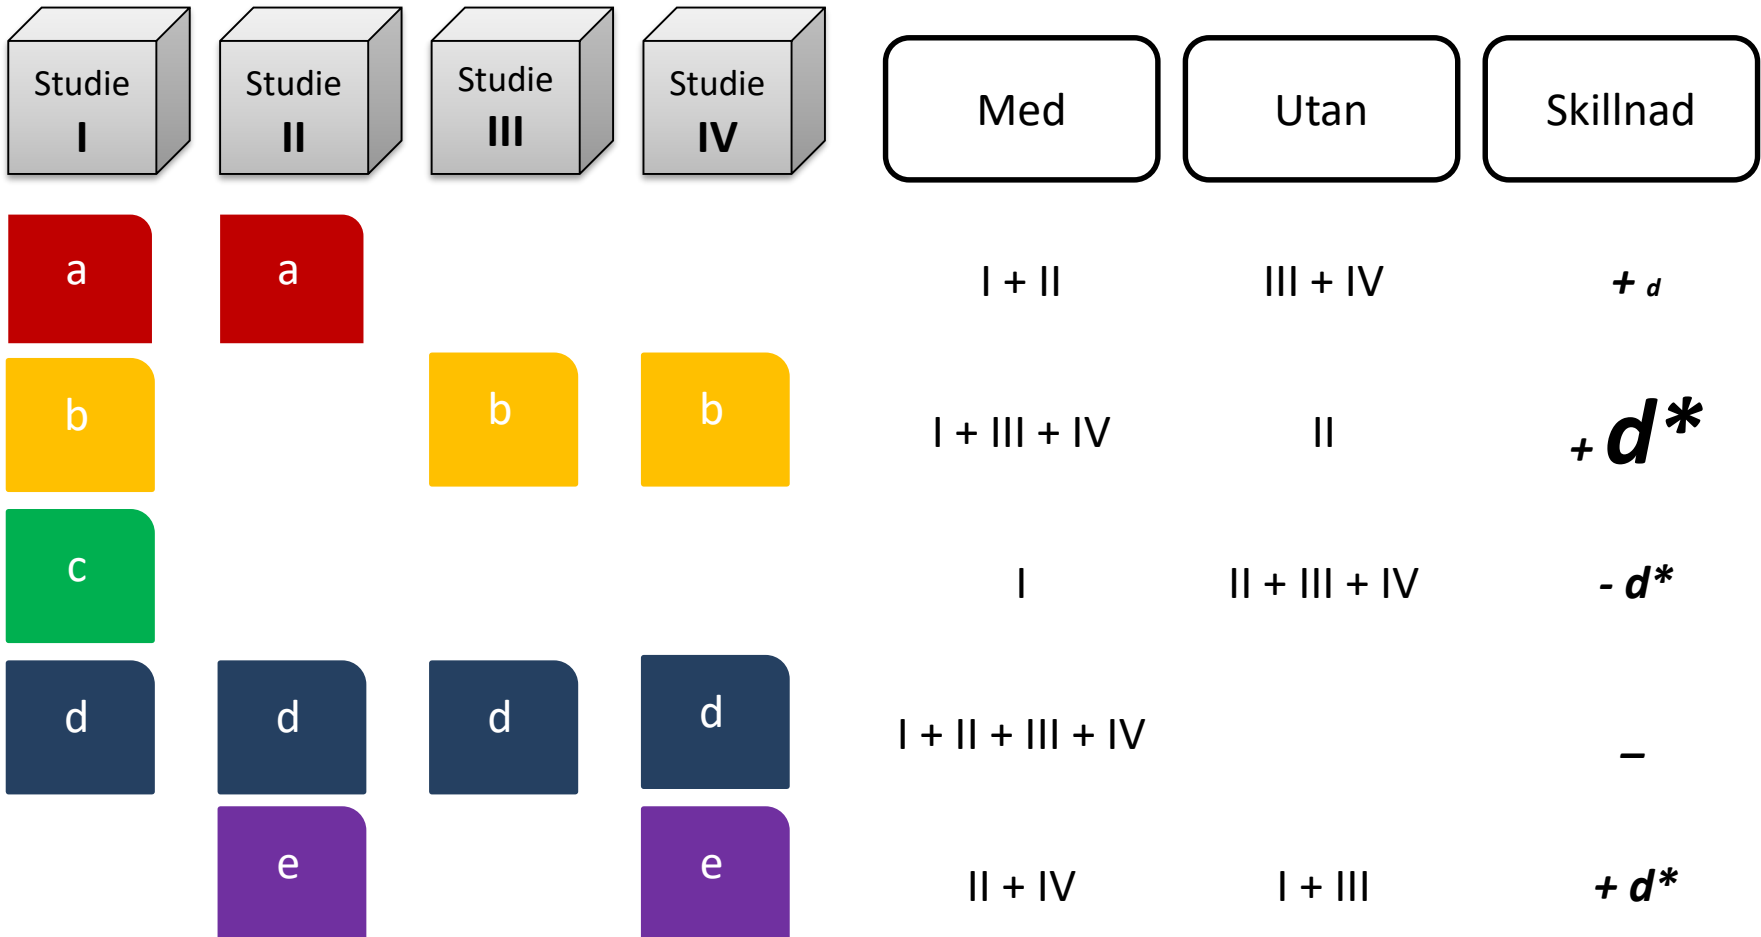 Studie I
Studie II
Studie III
Studie IV
Med
Utan
Skillnad
a
a
I + II
III + IV
+ d
b
b
b
I + III + IV
II
+ d*
c
I
II + III + IV
- d*
d
d
d
d
I + II + III + IV
–
e
e
II + IV
I + III
+ d*